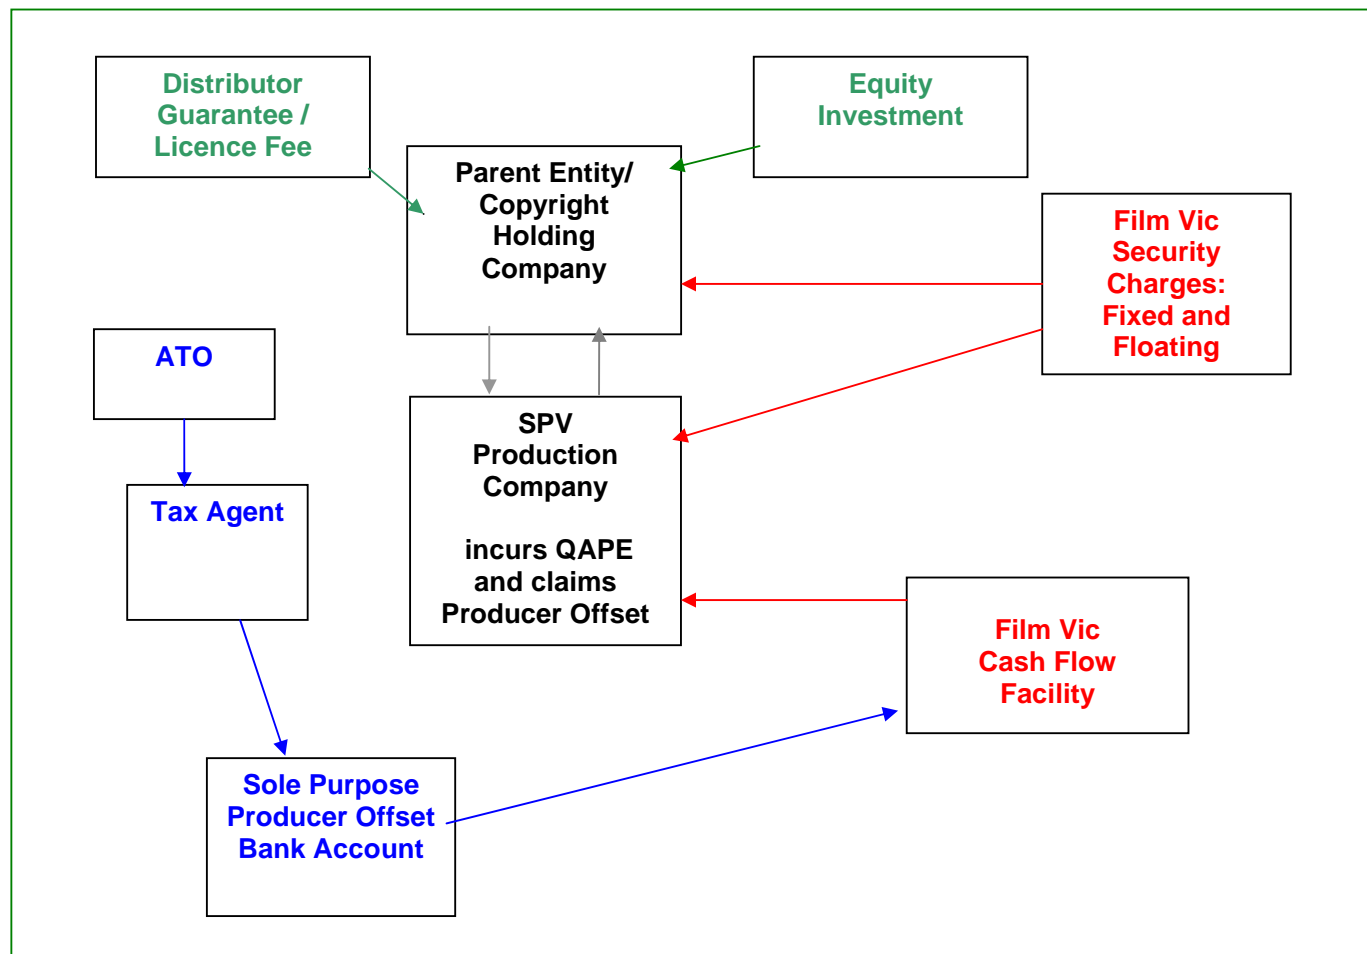 Distributor
Guarantee /
Licence Fee
Equity
Investment
Parent Entity/
Copyright
Holding
Company
Film Vic
Security
Charges:
Fixed and
Floating
ATO
SPV
Production
Company
incurs QAPE
and claims
Producer Offset
Tax Agent
Film Vic
Cash Flow
Facility
Sole Purpose
Producer Offset
Bank Account